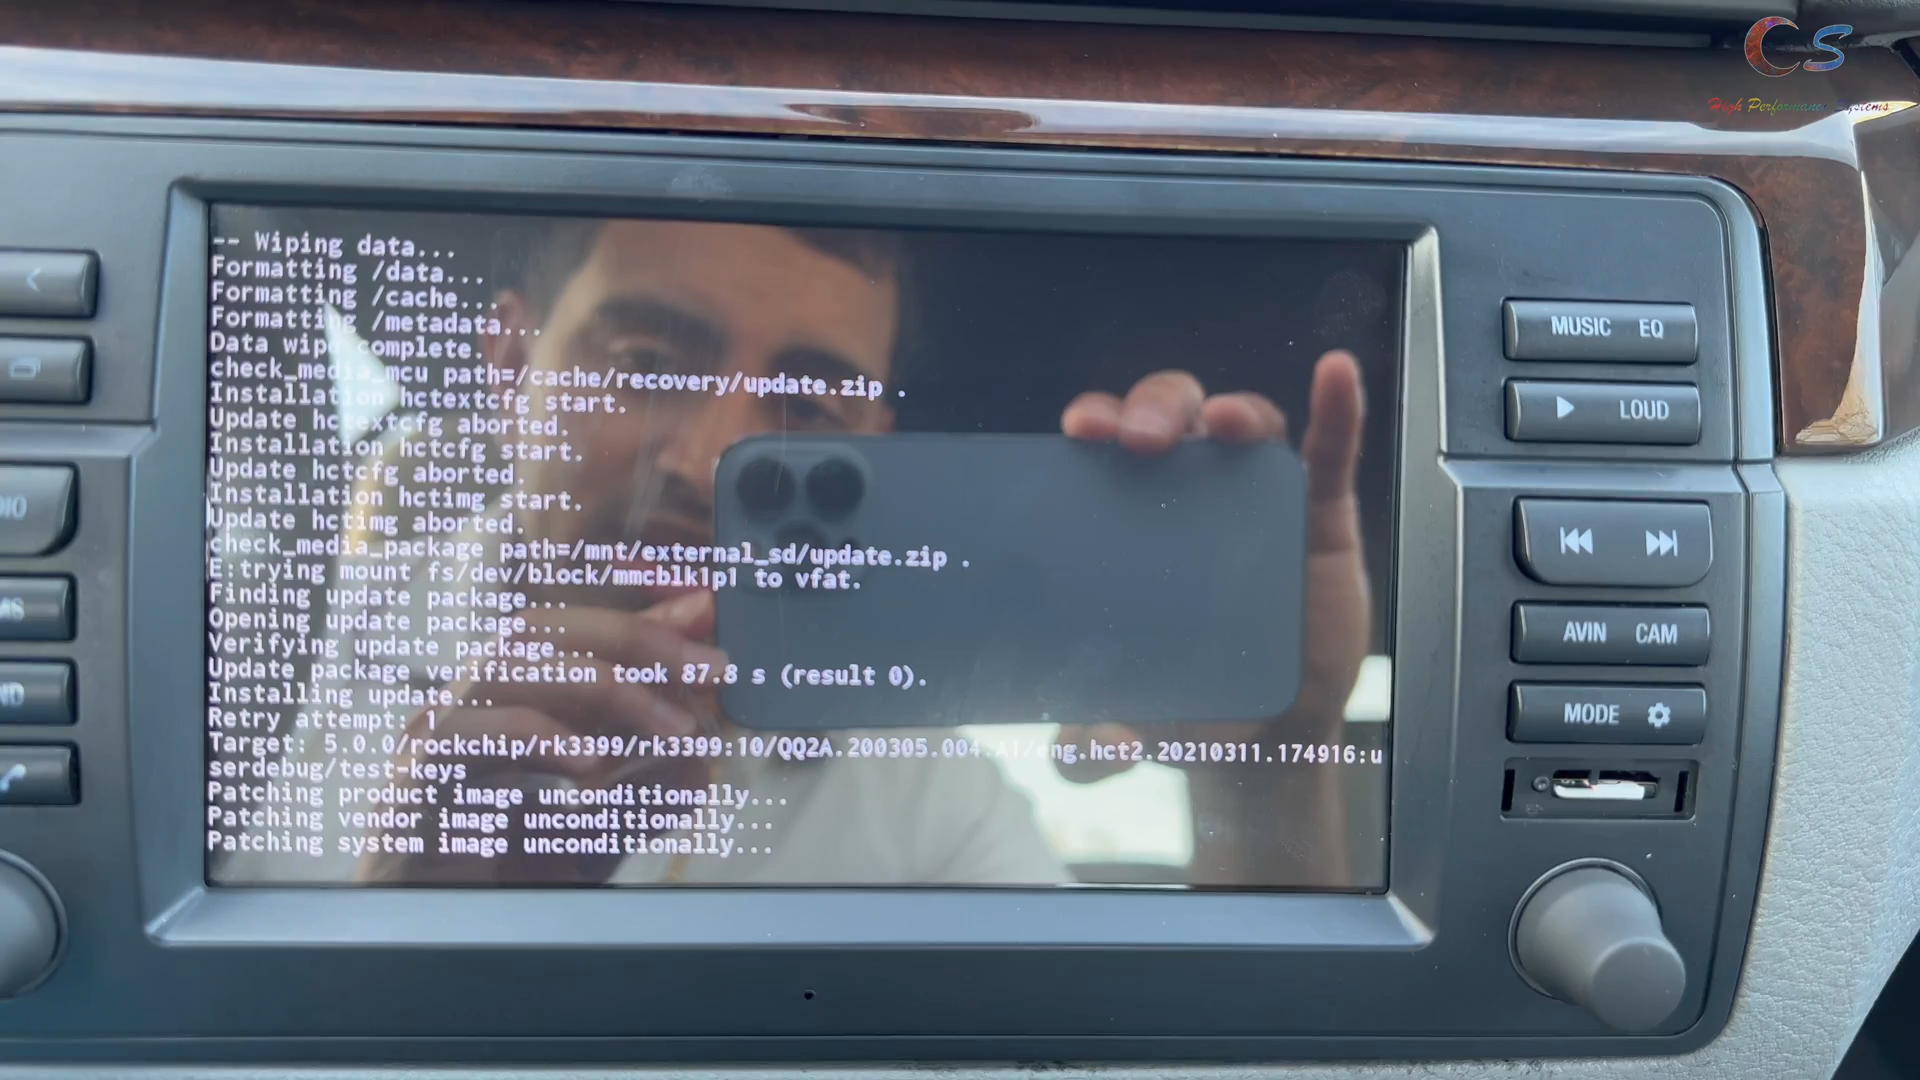 CS
High Performance Systems
-- Wiping data...
Formatting /data...
Formatting /cache...
Formatting /metadata...
Data wipe complete.
check_media_mcu path=/cache/recovery/update.zip .
Installation hctextcfg start.
Update hctextcfg aborted.
Installation hctcfg start.
Update hctcfg aborted.
Installation hctimg start.
Update hctimg aborted.
check_media_package path=/mnt/external_sd/update.zip .
E:trying mount fs/dev/block/mmcblk1p1 to vfat.
Finding update package...
Opening update package...
Verifying update package...
Update package verification took 87.8 s (result 0).
Installing update...
Retry attempt: 1
Target: 5.0.0/rockchip/rk3399/rk3399:10/QQ2A.200305.004.A1/eng.hct2.20210311.174916:u
serdebug/test-keys
Patching product image unconditionally...
Patching vendor image unconditionally...
Patching system image unconditionally...
MUSIC EQ
LOUD
AVIN CAM
MODE